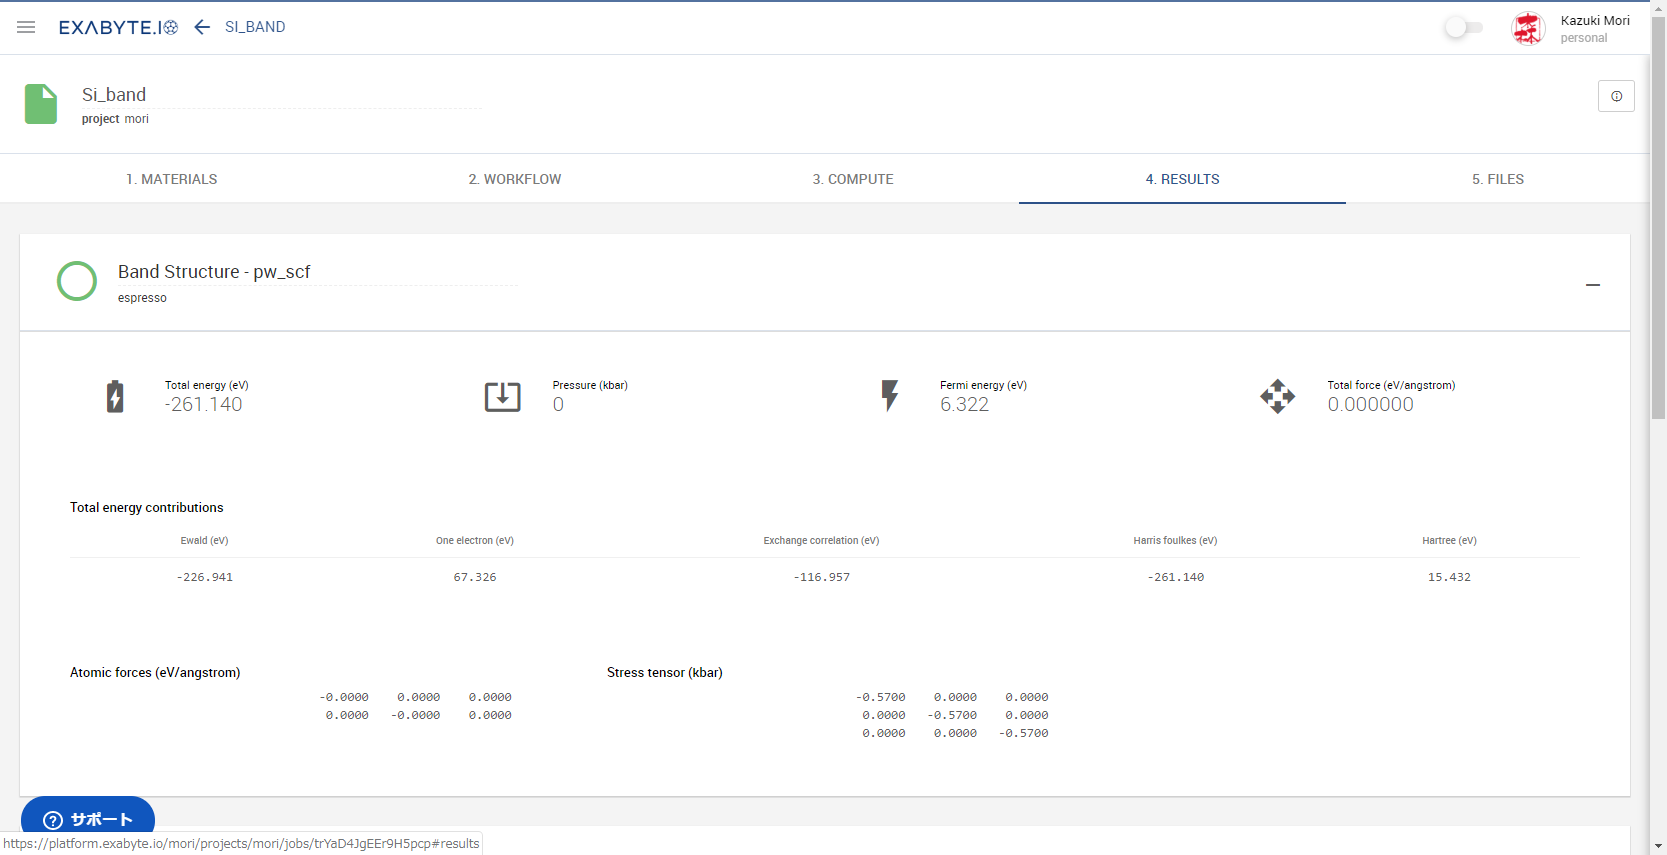 EXABYTE.IO SI_BAND
Kazuki Mori
personal
Si_band
project mori
1. MATERIALS 2. WORKFLOW 3. COMPUTE 4. RESULTS 5. FILES
Band Structure - pw_scf
espresso
Total energy (eV) Pressure (kbar) Fermi energy (eV) Total force (eV/angstrom)
-261.140 0 6.322 0.000000
Total energy contributions
Ewald (eV) One electron (eV) Exchange correlation (eV) Harris foulkes (eV) Hartree (eV)
-226.941 67.326 -116.957 -261.140 15.432
Atomic forces (eV/angstrom) Stress tensor (kbar)
-0.0000 0.0000 0.0000 -0.5700 0.0000 0.0000
0.0000 -0.0000 0.0000 0.0000 -0.5700 0.0000
0.0000 0.0000 -0.5700
サポート
https://platform.exabyte.io/mori/projects/mori/jobs/trYaD4JgEEr9H5pcp#results